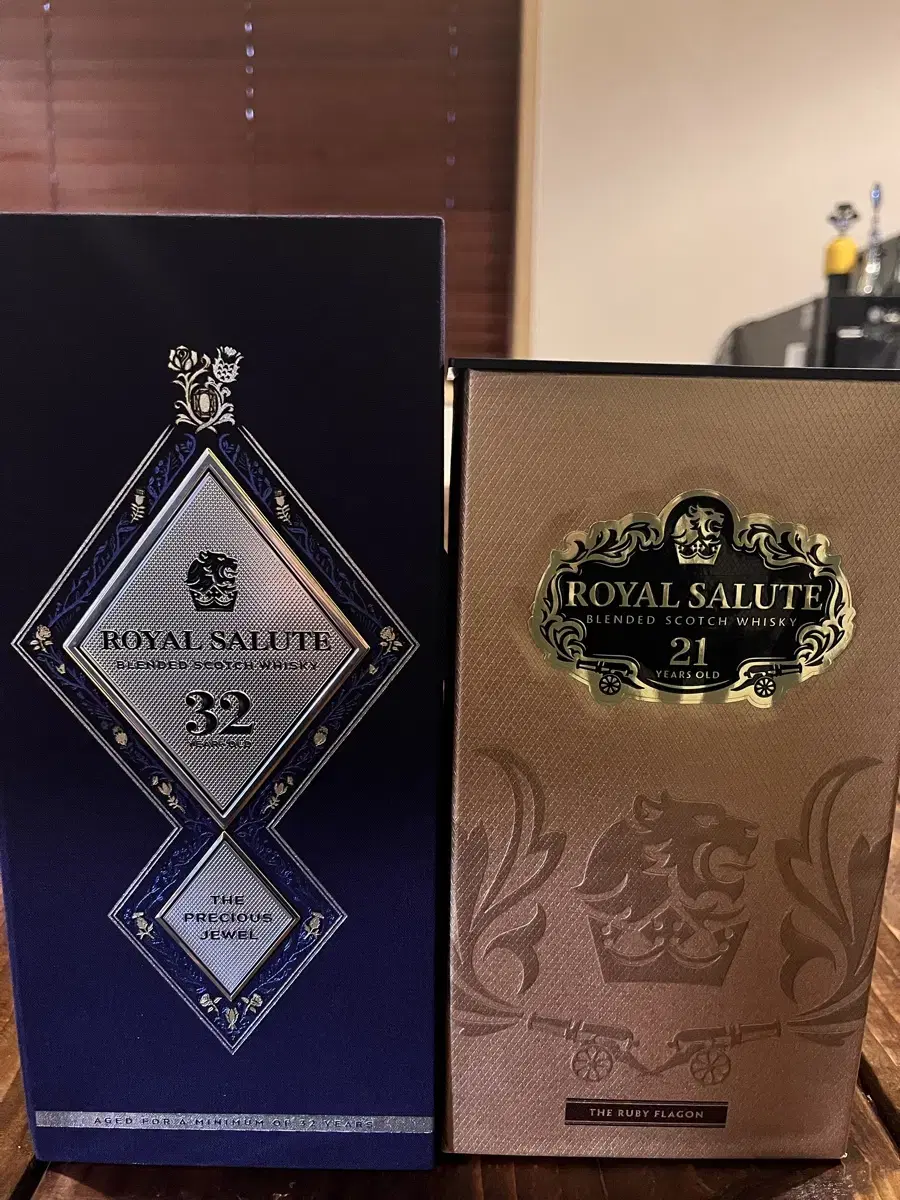 ROYAL SALUTE
BLENDED SCOTCH WHISKY
32
YEARS OLD
THE
PRECIOUS
JEWEL
AGED FOR A MINIMUM OF 32 YEARS
ROYAL SALUTE
BLENDED SCOTCH WHISKY
21
YEARS OLD
THE RUBY FLAGON